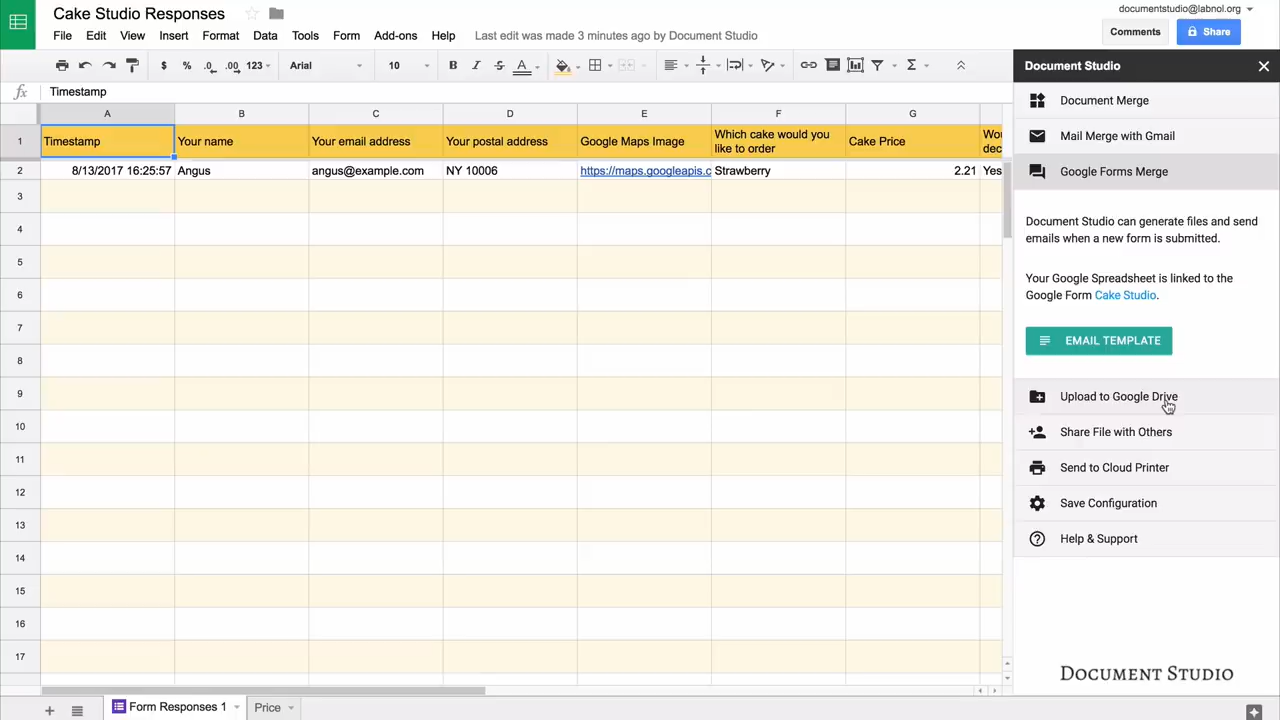 Cake Studio Responses
documentstudio@labnol.org
File Edit View Insert Format Data Tools Form Add-ons Help Last edit was made 3 minutes ago by Document Studio
Comments
Share
$ % .0 .00 123 Arial 10 B I S A Σ
fx Timestamp
A B C D E F G
1 Timestamp Your name Your email address Your postal address Google Maps Image Which cake would you like to order Cake Price Wou dec
2 8/13/2017 16:25:57 Angus angus@example.com NY 10006 https://maps.googleapis.c Strawberry 2.21 Yes
3
4
5
6
7
8
9
10
11
12
13
14
15
16
17
Form Responses 1 Price
Document Studio
Document Merge
Mail Merge with Gmail
Google Forms Merge
Document Studio can generate files and send
emails when a new form is submitted.
Your Google Spreadsheet is linked to the
Google Form Cake Studio.
EMAIL TEMPLATE
Upload to Google Drive
Share File with Others
Send to Cloud Printer
Save Configuration
Help & Support
DOCUMENT STUDIO